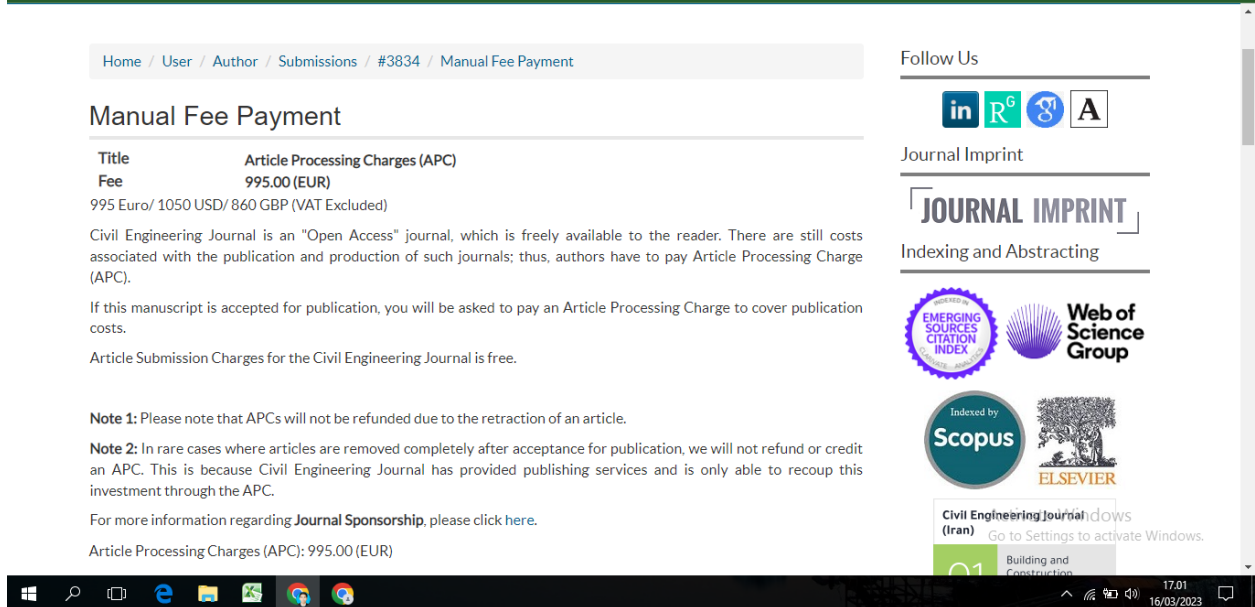 Home / User / Author / Submissions / #3834 / Manual Fee Payment
Manual Fee Payment
Title Article Processing Charges (APC)
Fee 995.00 (EUR)
995 Euro/ 1050 USD/ 860 GBP (VAT Excluded)
Civil Engineering Journal is an "Open Access" journal, which is freely available to the reader. There are still costs
associated with the publication and production of such journals; thus, authors have to pay Article Processing Charge
(APC).
If this manuscript is accepted for publication, you will be asked to pay an Article Processing Charge to cover publication
costs.
Article Submission Charges for the Civil Engineering Journal is free.
Note 1: Please note that APCs will not be refunded due to the retraction of an article.
Note 2: In rare cases where articles are removed completely after acceptance for publication, we will not refund or credit
an APC. This is because Civil Engineering Journal has provided publishing services and is only able to recoup this
investment through the APC.
For more information regarding Journal Sponsorship, please click here.
Article Processing Charges (APC): 995.00 (EUR)
Follow Us
in RG g A
Journal Imprint
JOURNAL IMPRINT
Indexing and Abstracting
INDEXED IN
EMERGING
SOURCES
CITATION
INDEX
CLARIVATE ANALYTICS
Web of
Science
Group
Indexed by
Scopus
ELSEVIER
Civil Engineering Journal
(Iran)
Activate Windows
Go to Settings to activate Windows.
Q1
Building and
Construction
17.01
16/03/2023